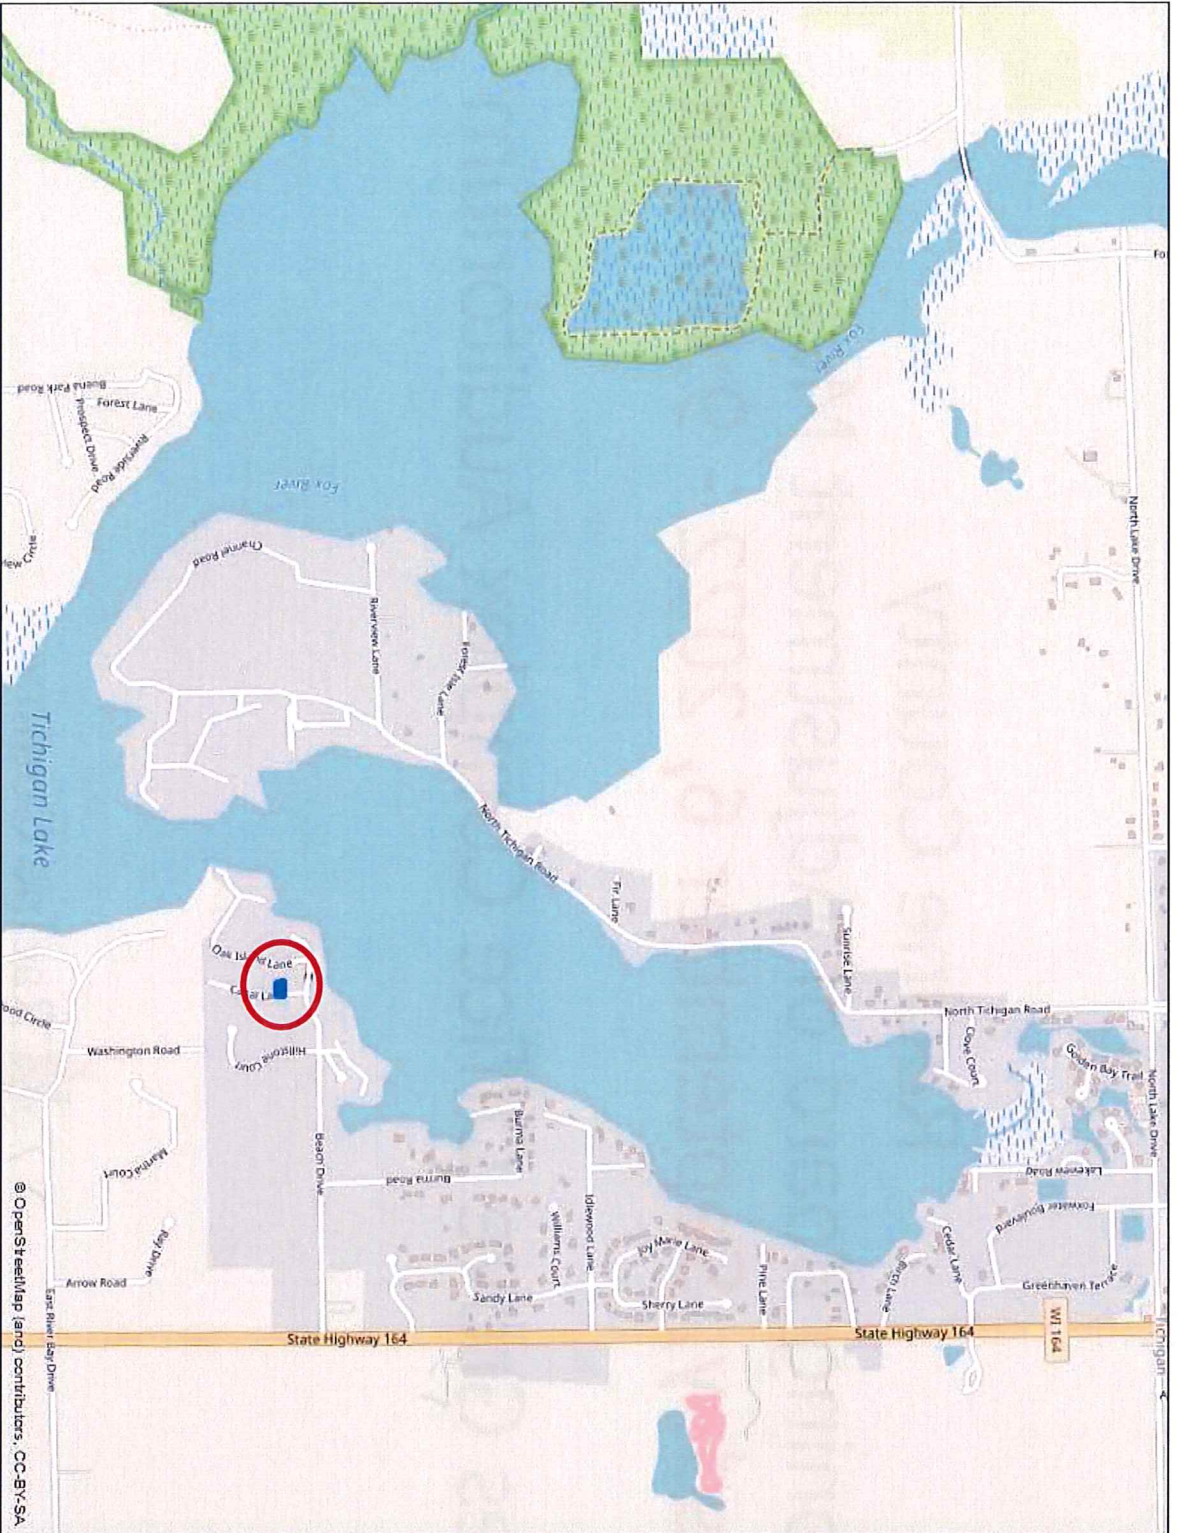 Fox River
North Lake Drive
Buena Park Road
Forest Lane
Prospect Drive
Riverside Road
Fox River
Channel Road
Riverview Lane
Forest Isle Lane
Tichigan Lake
North Tichigan Road
Fir Lane
Sunrise Lane
North Tichigan Road
Clove Court
Golden Bay Trail
North Lake Drive
Lakeview Road
Foxwater Boulevard
Cedar Lane
Greenhaven Terrace
Birch Lane
Oak Island Lane
Hillstone Court
Washington Road
Martha Court
Beach Drive
Burma Lane
Burma Road
Idlewood Lane
Williams Court
Joy Marie Lane
Pine Lane
Sandy Lane
Sherry Lane
Ray Drive
Arrow Road
East River Bay Drive
State Highway 164
State Highway 164
WI 164
© OpenStreetMap (and) contributors, CC-BY-SA